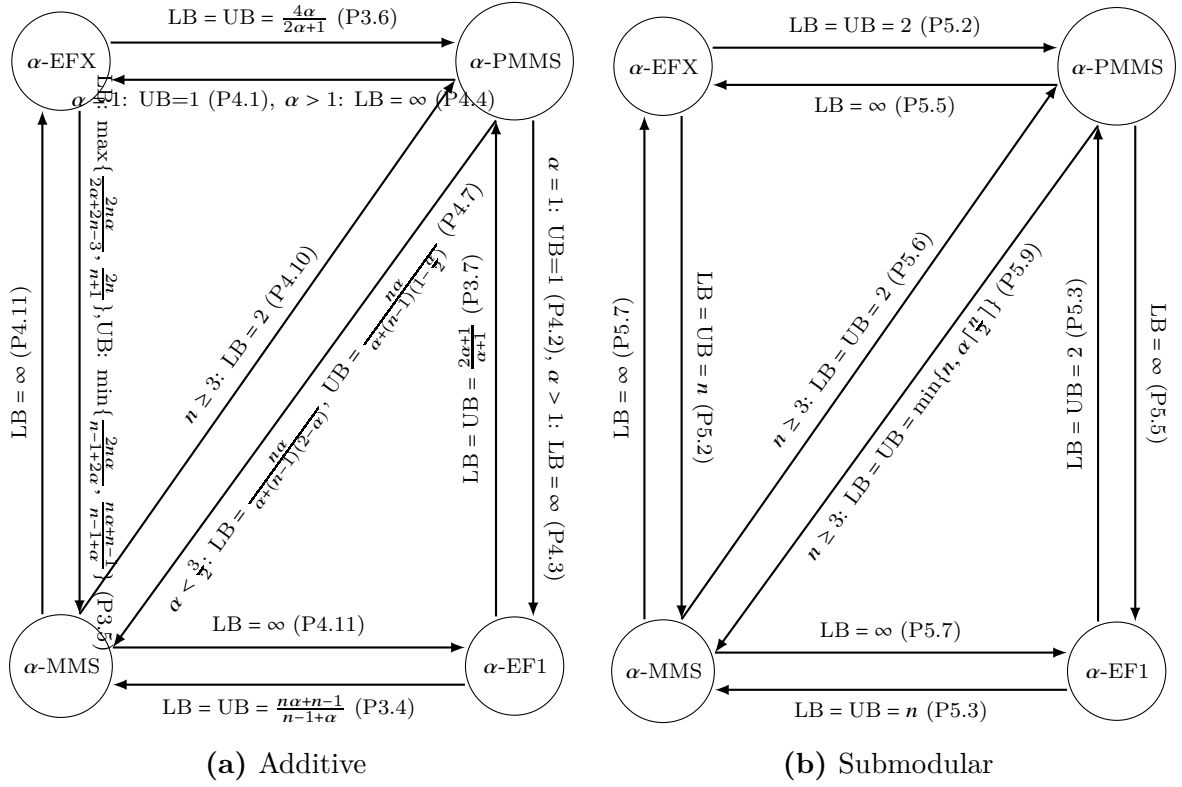 LB = UB = 4α/2α+1 (P3.6)
α-EFX
α-PMMS
α = 1: UB=1 (P4.1), α > 1: LB = ∞ (P4.4)
LB = ∞ (P4.11)
LB: max{2nα/2α+2n−3, 2n/n+1},UB: min{2nα/n−1+2α, nα+n−1/n−1+α} (P3.5)
n ≥ 3: LB = 2 (P4.10)
α < 3/2: LB = nα/α+(n−1)(2−α), UB = nα/α+(n−1)(1−α/2) (P4.7)
LB = UB = 2α+1/α+1 (P3.7)
α = 1: UB=1 (P4.2), α > 1: LB = ∞ (P4.3)
LB = ∞ (P4.11)
α-MMS
α-EF1
LB = UB = nα+n−1/n−1+α (P3.4)
(a) Additive
LB = UB = 2 (P5.2)
α-EFX
α-PMMS
LB = ∞ (P5.5)
LB = ∞ (P5.7)
LB = UB = n (P5.2)
n ≥ 3: LB = UB = 2 (P5.6)
n ≥ 3: LB = UB = min{n, α⌈n/2⌉} (P5.9)
LB = UB = 2 (P5.3)
LB = ∞ (P5.5)
LB = ∞ (P5.7)
α-MMS
α-EF1
LB = UB = n (P5.3)
(b) Submodular